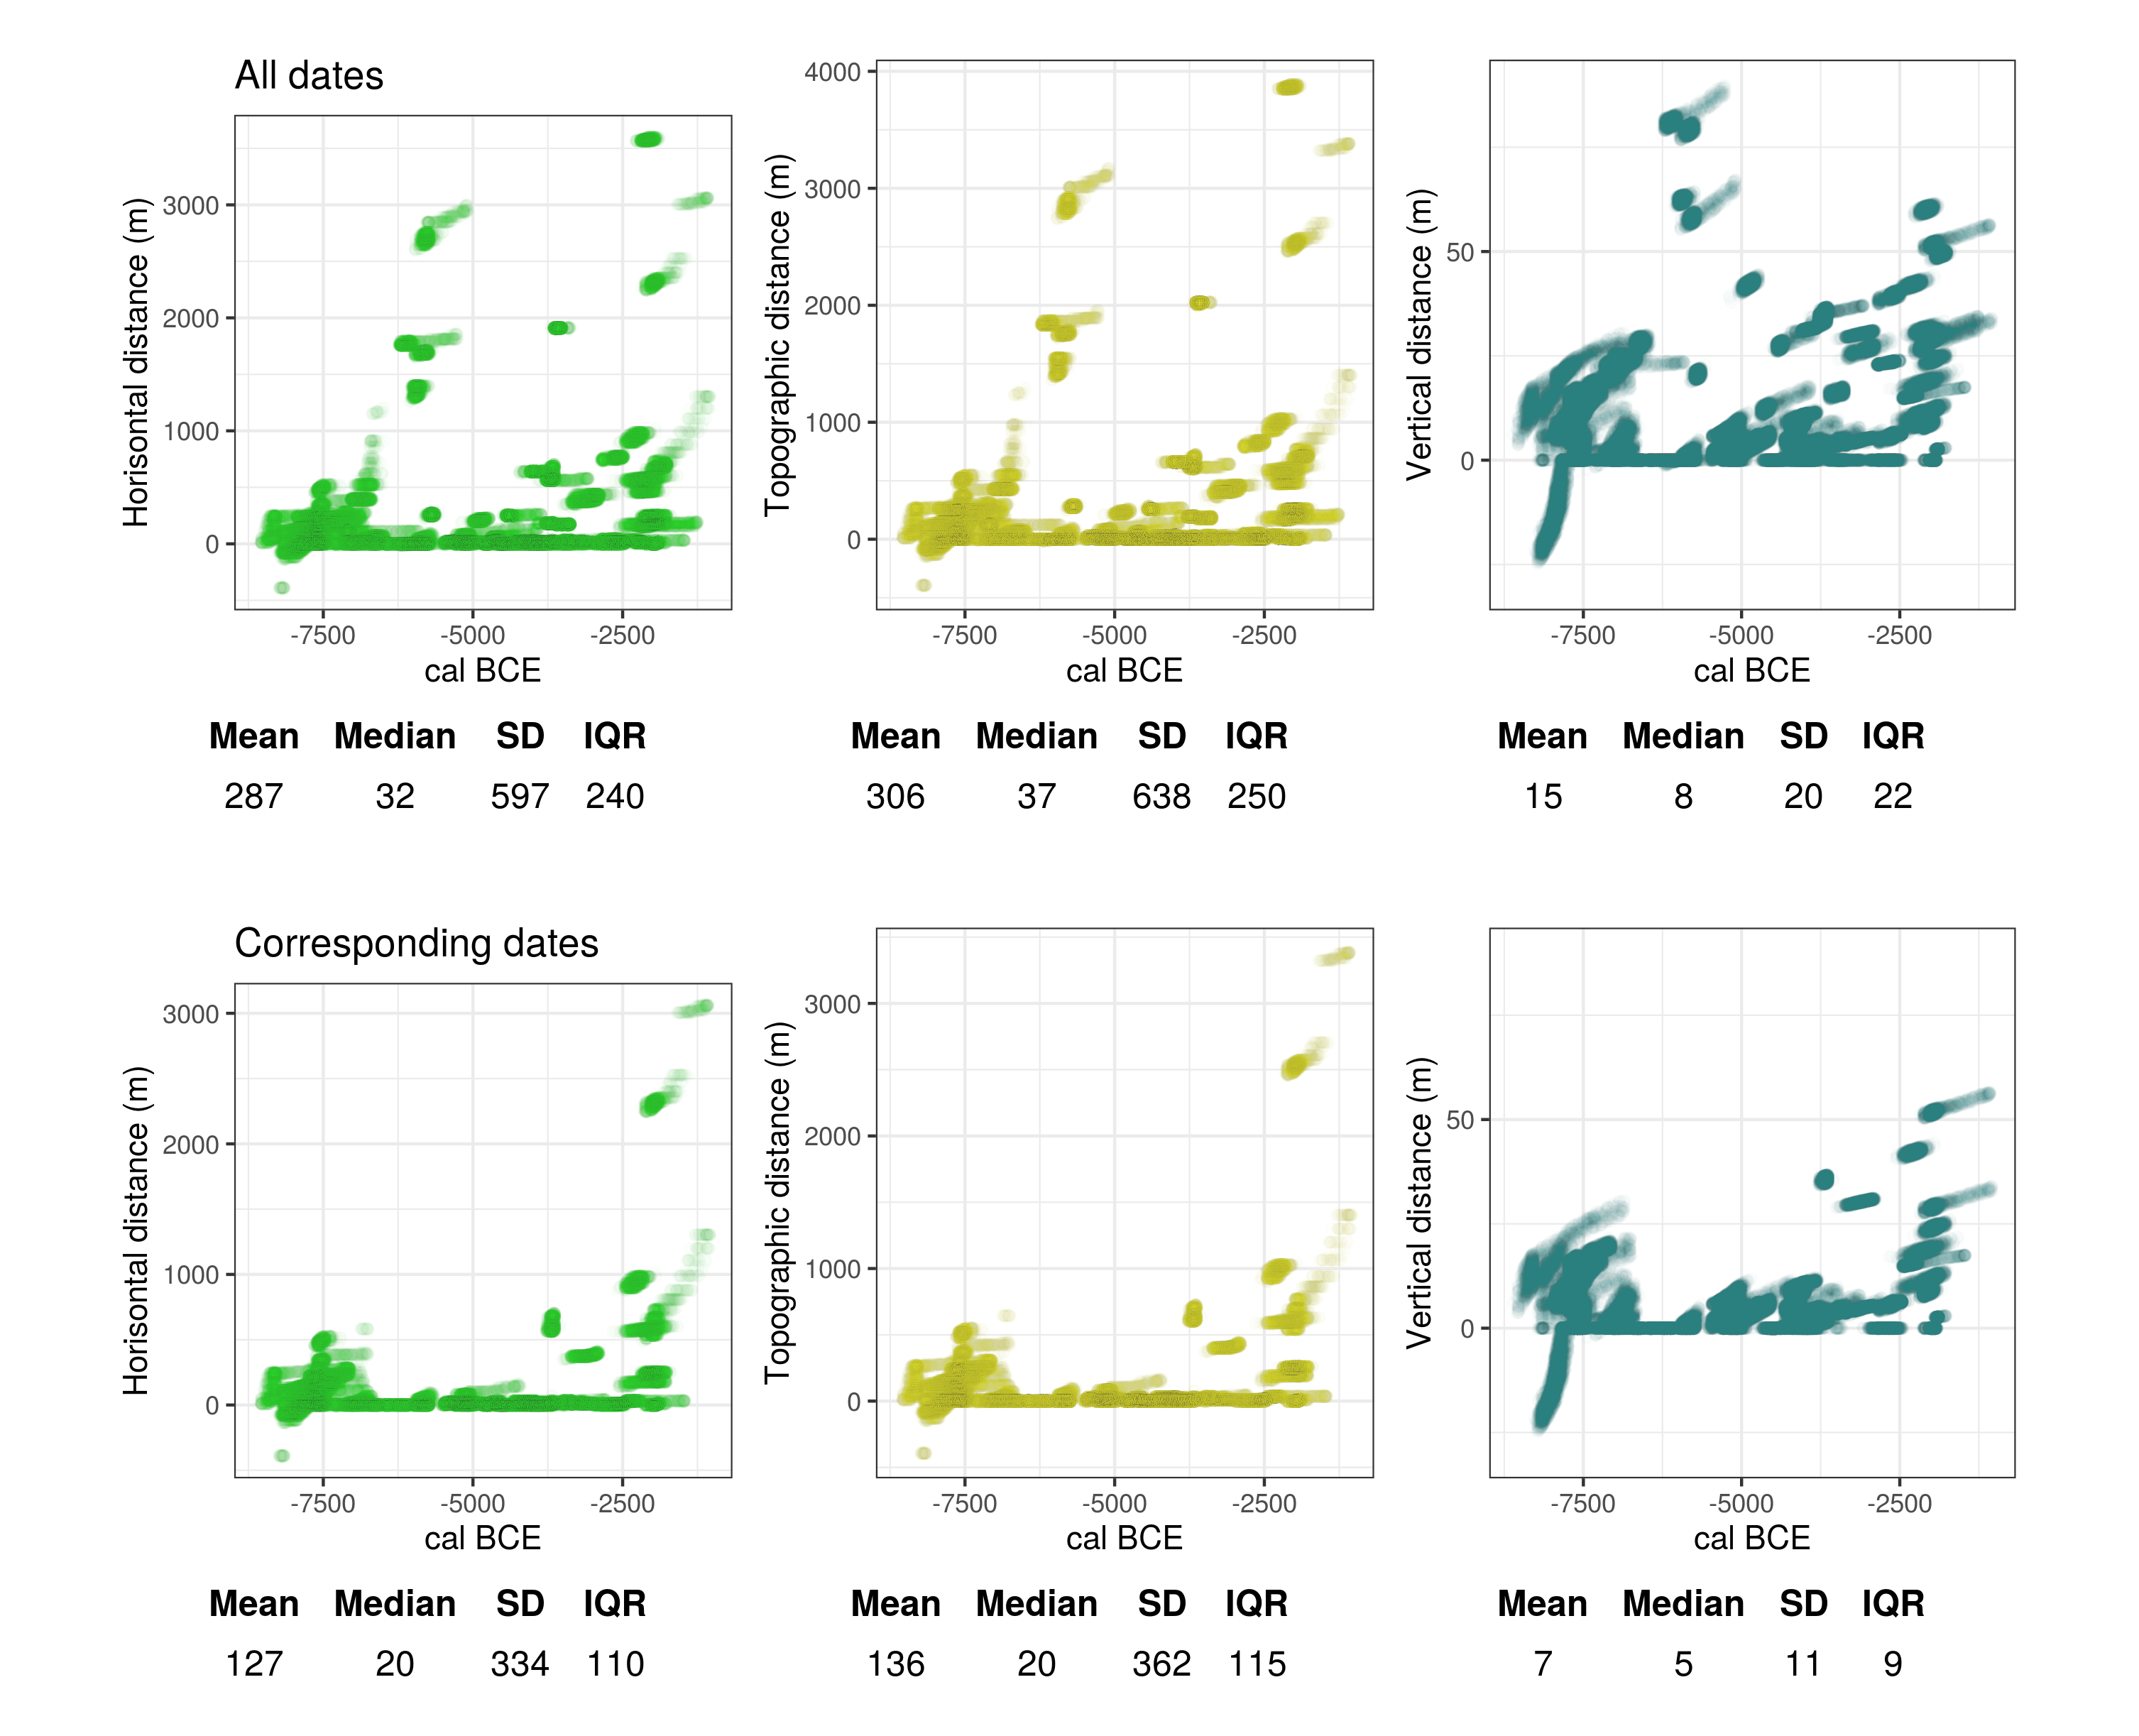 All dates
Horisontal distance (m)
3000
2000
1000
0
-7500 -5000 -2500
cal BCE
Mean Median SD IQR
287 32 597 240
Topographic distance (m)
4000
3000
2000
1000
0
-7500 -5000 -2500
cal BCE
Mean Median SD IQR
306 37 638 250
Vertical distance (m)
50
0
-7500 -5000 -2500
cal BCE
Mean Median SD IQR
15 8 20 22
Corresponding dates
Horisontal distance (m)
3000
2000
1000
0
-7500 -5000 -2500
cal BCE
Mean Median SD IQR
127 20 334 110
Topographic distance (m)
3000
2000
1000
0
-7500 -5000 -2500
cal BCE
Mean Median SD IQR
136 20 362 115
Vertical distance (m)
50
0
-7500 -5000 -2500
cal BCE
Mean Median SD IQR
7 5 11 9